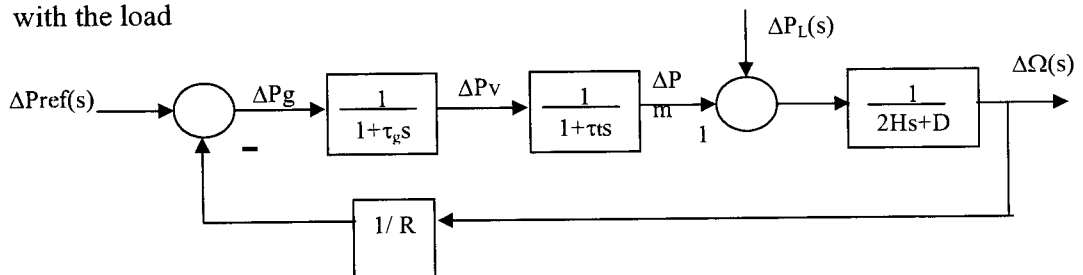 with the load
ΔP_L(s)
ΔPref(s)
ΔPg
1
1+τ_gs
ΔPv
1
1+τts
ΔP
m
1
1
2Hs+D
ΔΩ(s)
−
1/ R